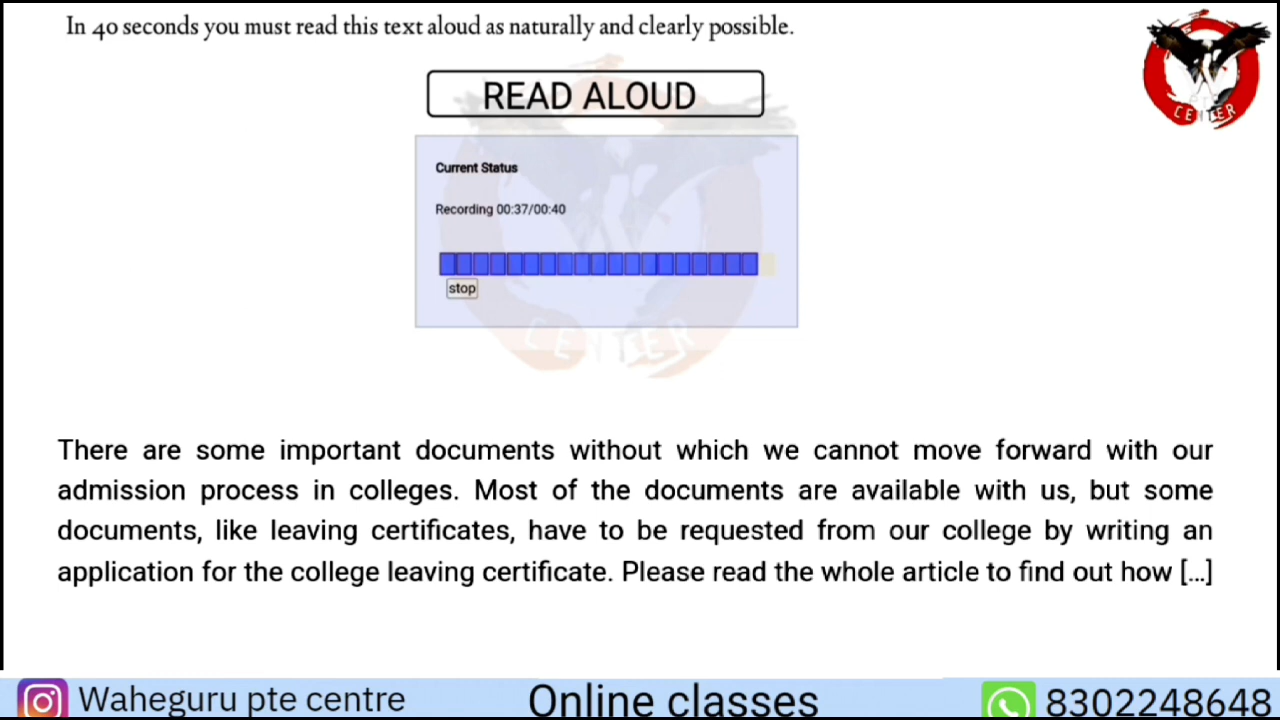 In 40 seconds you must read this text aloud as naturally and clearly possible.
READ ALOUD
Current Status
Recording 00:37/00:40
stop
CENTER
CENTER
There are some important documents without which we cannot move forward with our
admission process in colleges. Most of the documents are available with us, but some
documents, like leaving certificates, have to be requested from our college by writing an
application for the college leaving certificate. Please read the whole article to find out how [...]
Waheguru pte centre
Online classes
8302248648